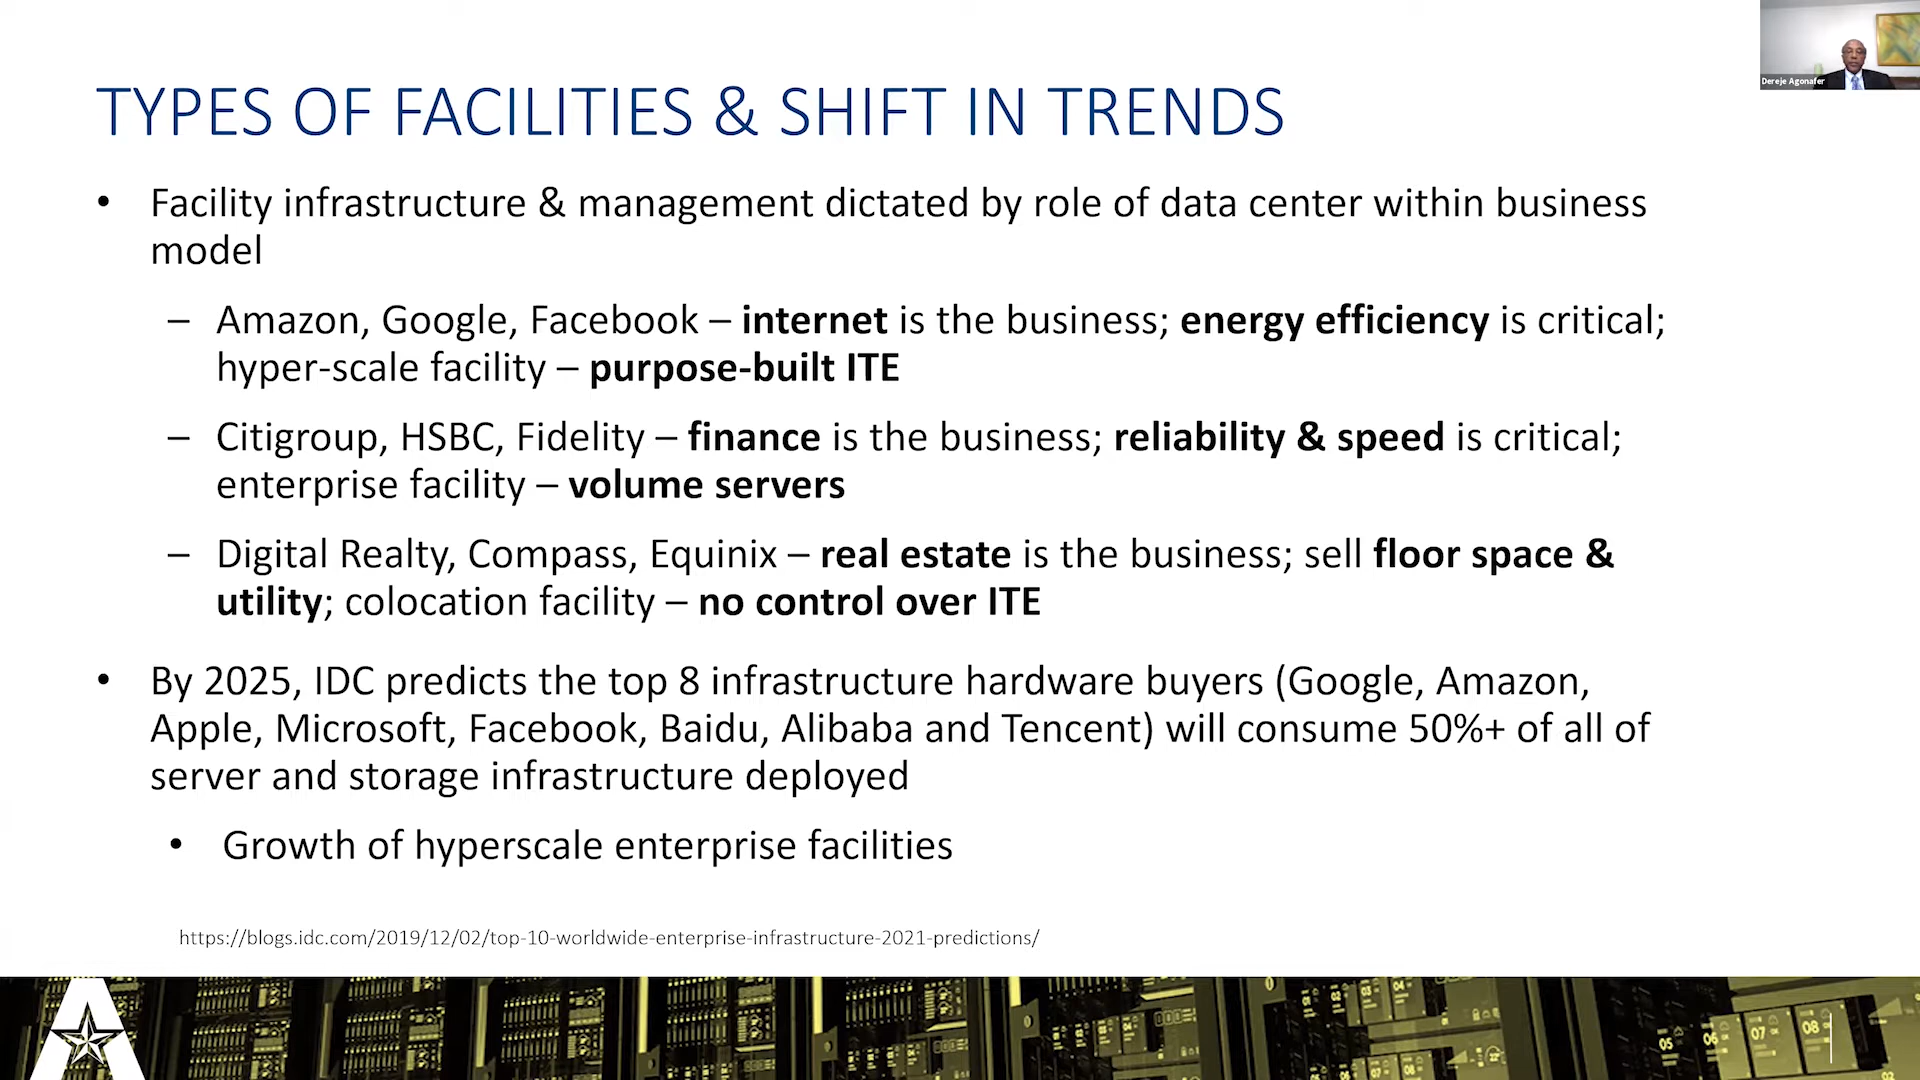 Dereje Agonafer
TYPES OF FACILITIES & SHIFT IN TRENDS
• Facility infrastructure & management dictated by role of data center within business
model
– Amazon, Google, Facebook – internet is the business; energy efficiency is critical;
hyper-scale facility – purpose-built ITE
– Citigroup, HSBC, Fidelity – finance is the business; reliability & speed is critical;
enterprise facility – volume servers
– Digital Realty, Compass, Equinix – real estate is the business; sell floor space &
utility; colocation facility – no control over ITE
• By 2025, IDC predicts the top 8 infrastructure hardware buyers (Google, Amazon,
Apple, Microsoft, Facebook, Baidu, Alibaba and Tencent) will consume 50%+ of all of
server and storage infrastructure deployed
• Growth of hyperscale enterprise facilities
https://blogs.idc.com/2019/12/02/top-10-worldwide-enterprise-infrastructure-2021-predictions/
05 06 07 08